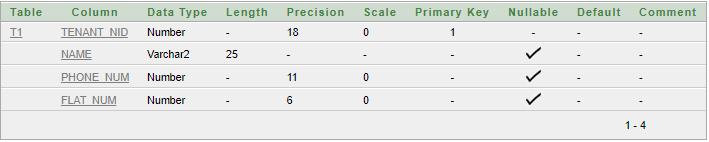 Table Column Data Type Length Precision Scale Primary Key Nullable Default Comment
T1 TENANT_NID Number - 18 0 1 - - -
NAME Varchar2 25 - - - - -
PHONE_NUM Number - 11 0 - - -
FLAT_NUM Number - 6 0 - - -
1 - 4